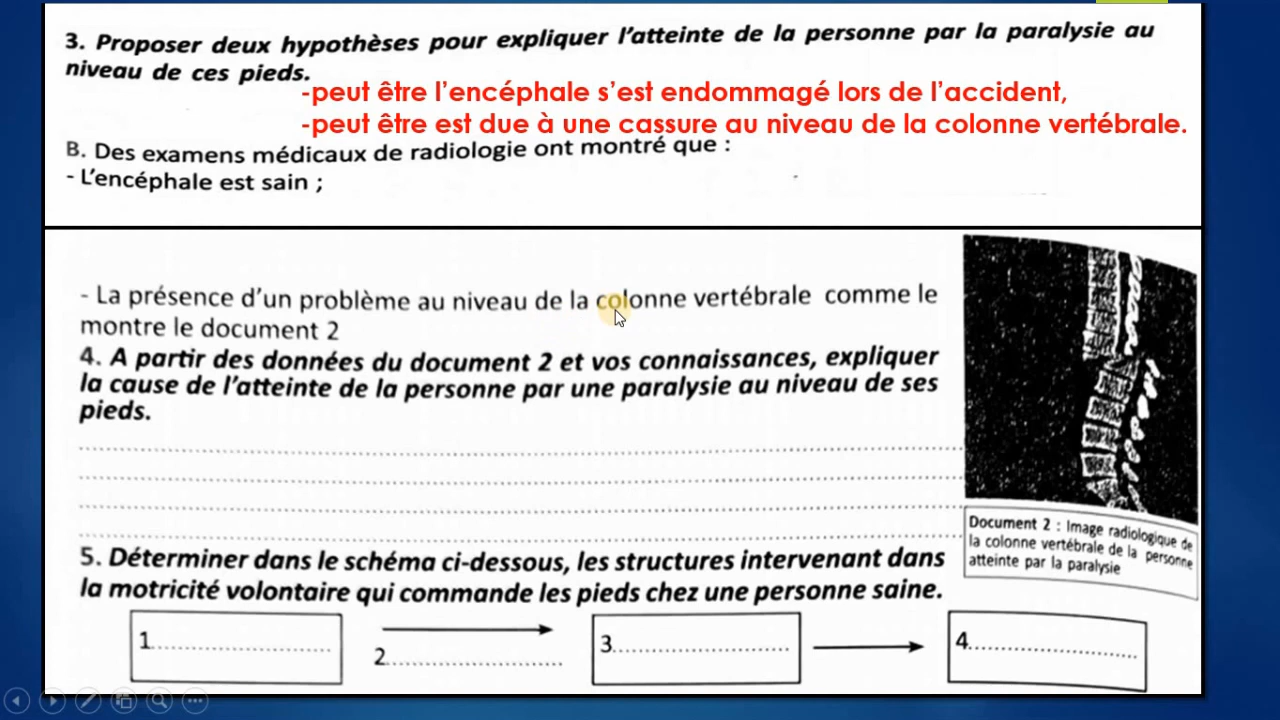 3. Proposer deux hypothèses pour expliquer l'atteinte de la personne par la paralysie au
niveau de ces pieds.
-peut être l'encéphale s'est endommagé lors de l'accident,
-peut être est due à une cassure au niveau de la colonne vertébrale.
B. Des examens médicaux de radiologie ont montré que :
- L'encéphale est sain ;
- La présence d'un problème au niveau de la colonne vertébrale comme le
montre le document 2
4. A partir des données du document 2 et vos connaissances, expliquer
la cause de l'atteinte de la personne par une paralysie au niveau de ses
pieds.
Document 2 : Image radiologique de
la colonne vertébrale de la personne
atteinte par la paralysie
5. Déterminer dans le schéma ci-dessous, les structures intervenant dans
la motricité volontaire qui commande les pieds chez une personne saine.
1....................
2....................
3....................
4....................